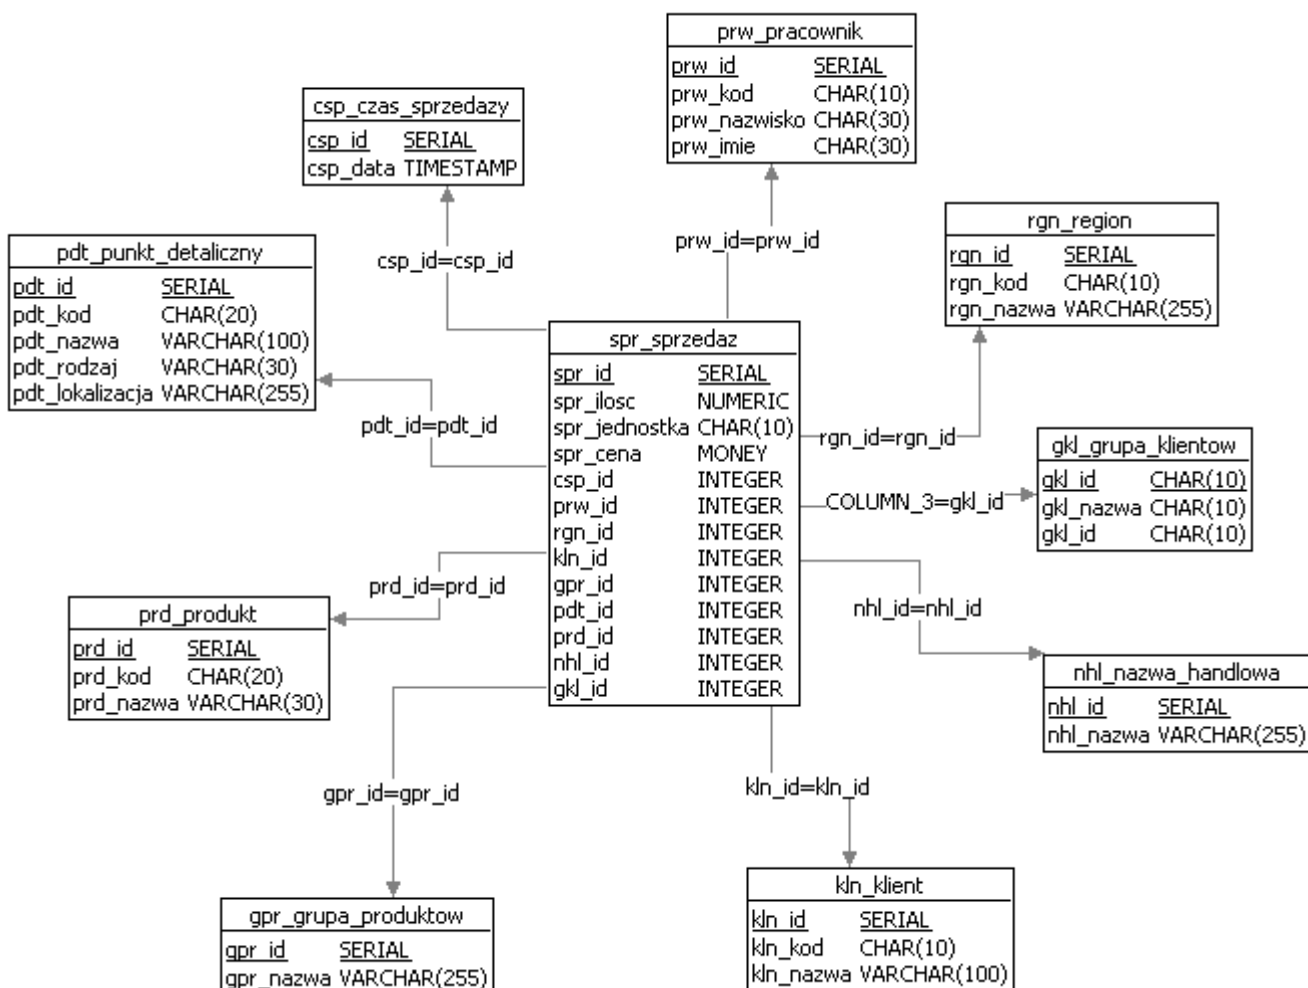 prw_pracownik
prw_id SERIAL
prw_kod CHAR(10)
prw_nazwisko CHAR(30)
prw_imie CHAR(30)
csp_czas_sprzedazy
csp_id SERIAL
csp_data TIMESTAMP
rgn_region
rgn_id SERIAL
rgn_kod CHAR(10)
rgn_nazwa VARCHAR(255)
pdt_punkt_detaliczny
pdt_id SERIAL
pdt_kod CHAR(20)
pdt_nazwa VARCHAR(100)
pdt_rodzaj VARCHAR(30)
pdt_lokalizacja VARCHAR(255)
csp_id=csp_id
prw_id=prw_id
spr_sprzedaz
spr_id SERIAL
spr_ilosc NUMERIC
spr_jednostka CHAR(10)
spr_cena MONEY
csp_id INTEGER
prw_id INTEGER
rgn_id INTEGER
kln_id INTEGER
gpr_id INTEGER
pdt_id INTEGER
prd_id INTEGER
nhl_id INTEGER
gkl_id INTEGER
pdt_id=pdt_id
rgn_id=rgn_id
gkl_grupa_klientow
gkl_id CHAR(10)
gkl_nazwa CHAR(10)
gkl_id CHAR(10)
COLUMN_3=gkl_id
prd_id=prd_id
nhl_id=nhl_id
prd_produkt
prd_id SERIAL
prd_kod CHAR(20)
prd_nazwa VARCHAR(30)
nhl_nazwa_handlowa
nhl_id SERIAL
nhl_nazwa VARCHAR(255)
gpr_id=gpr_id
kln_id=kln_id
gpr_grupa_produktow
gpr_id SERIAL
gpr_nazwa VARCHAR(255)
kln_klient
kln_id SERIAL
kln_kod CHAR(10)
kln_nazwa VARCHAR(100)